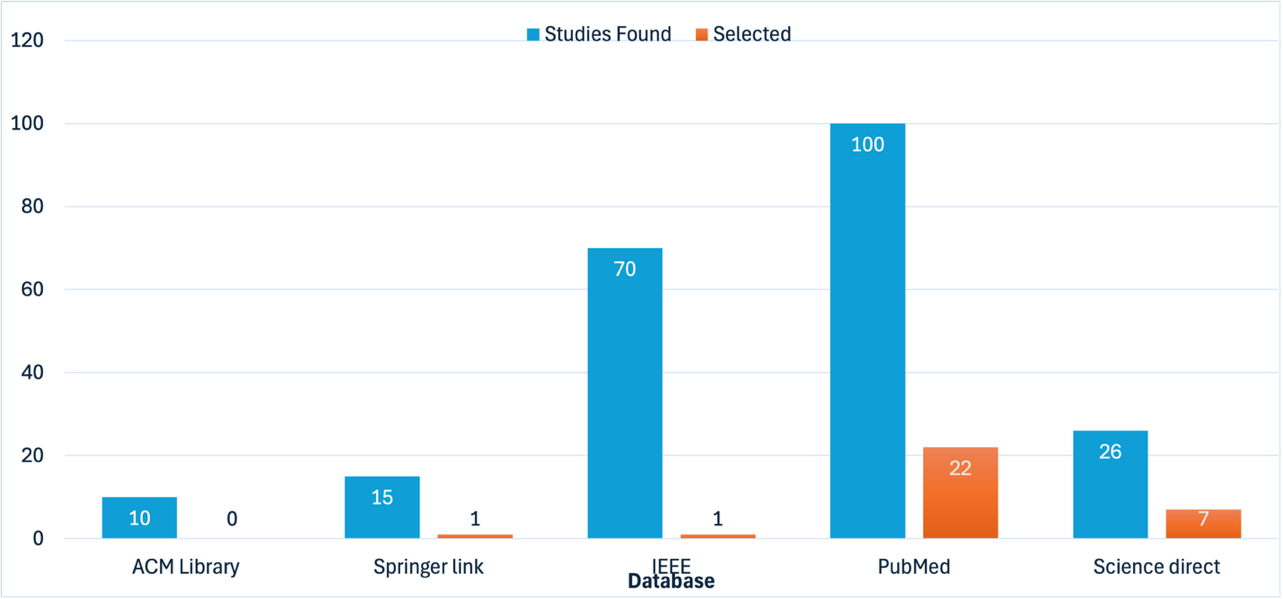 Studies Found Selected
120
100
80
60
40
20
0
10 0 15 1 70 1 100 22 26 7
ACM Library Springer link IEEE PubMed Science direct
Database